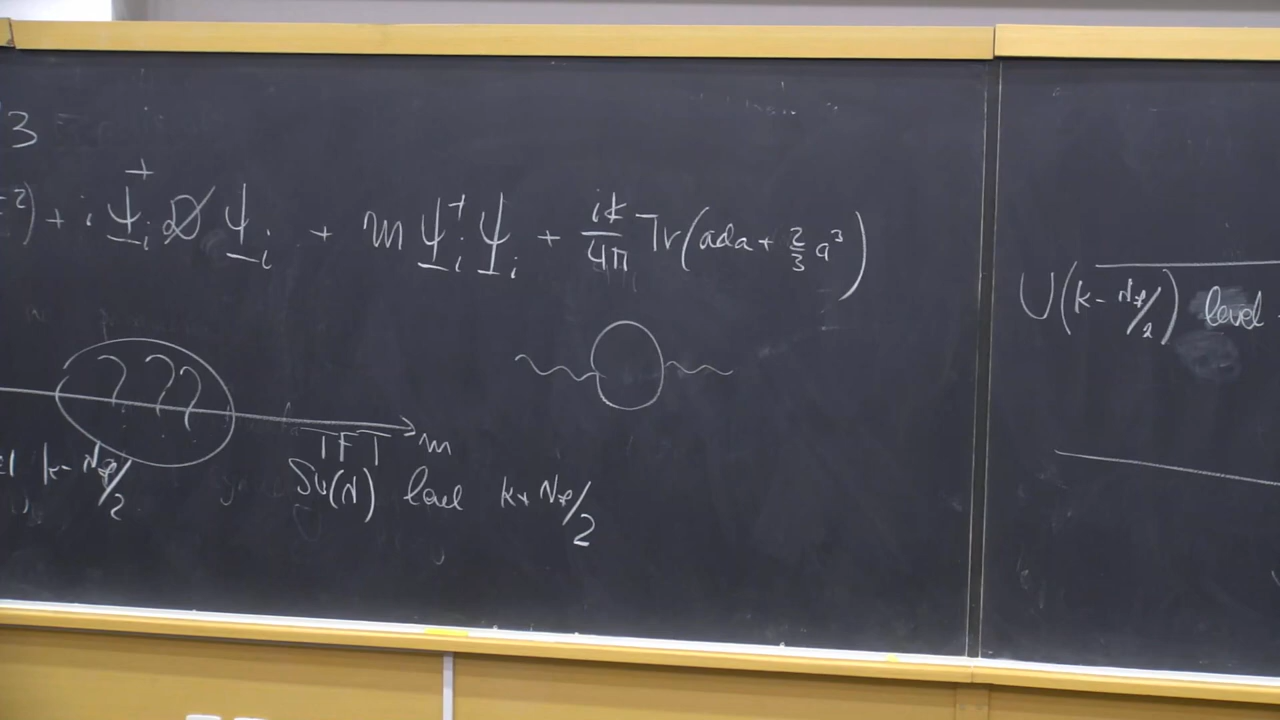 3
²) + i Ψ†ᵢ D̸ Ψᵢ + m Ψ†ᵢ Ψᵢ + ik/4π Tr(ada + 2/3 a³)
???
m
TFT
k - N_f/2
SU(N) level k + N_f/2
U(k - N_f/2) level